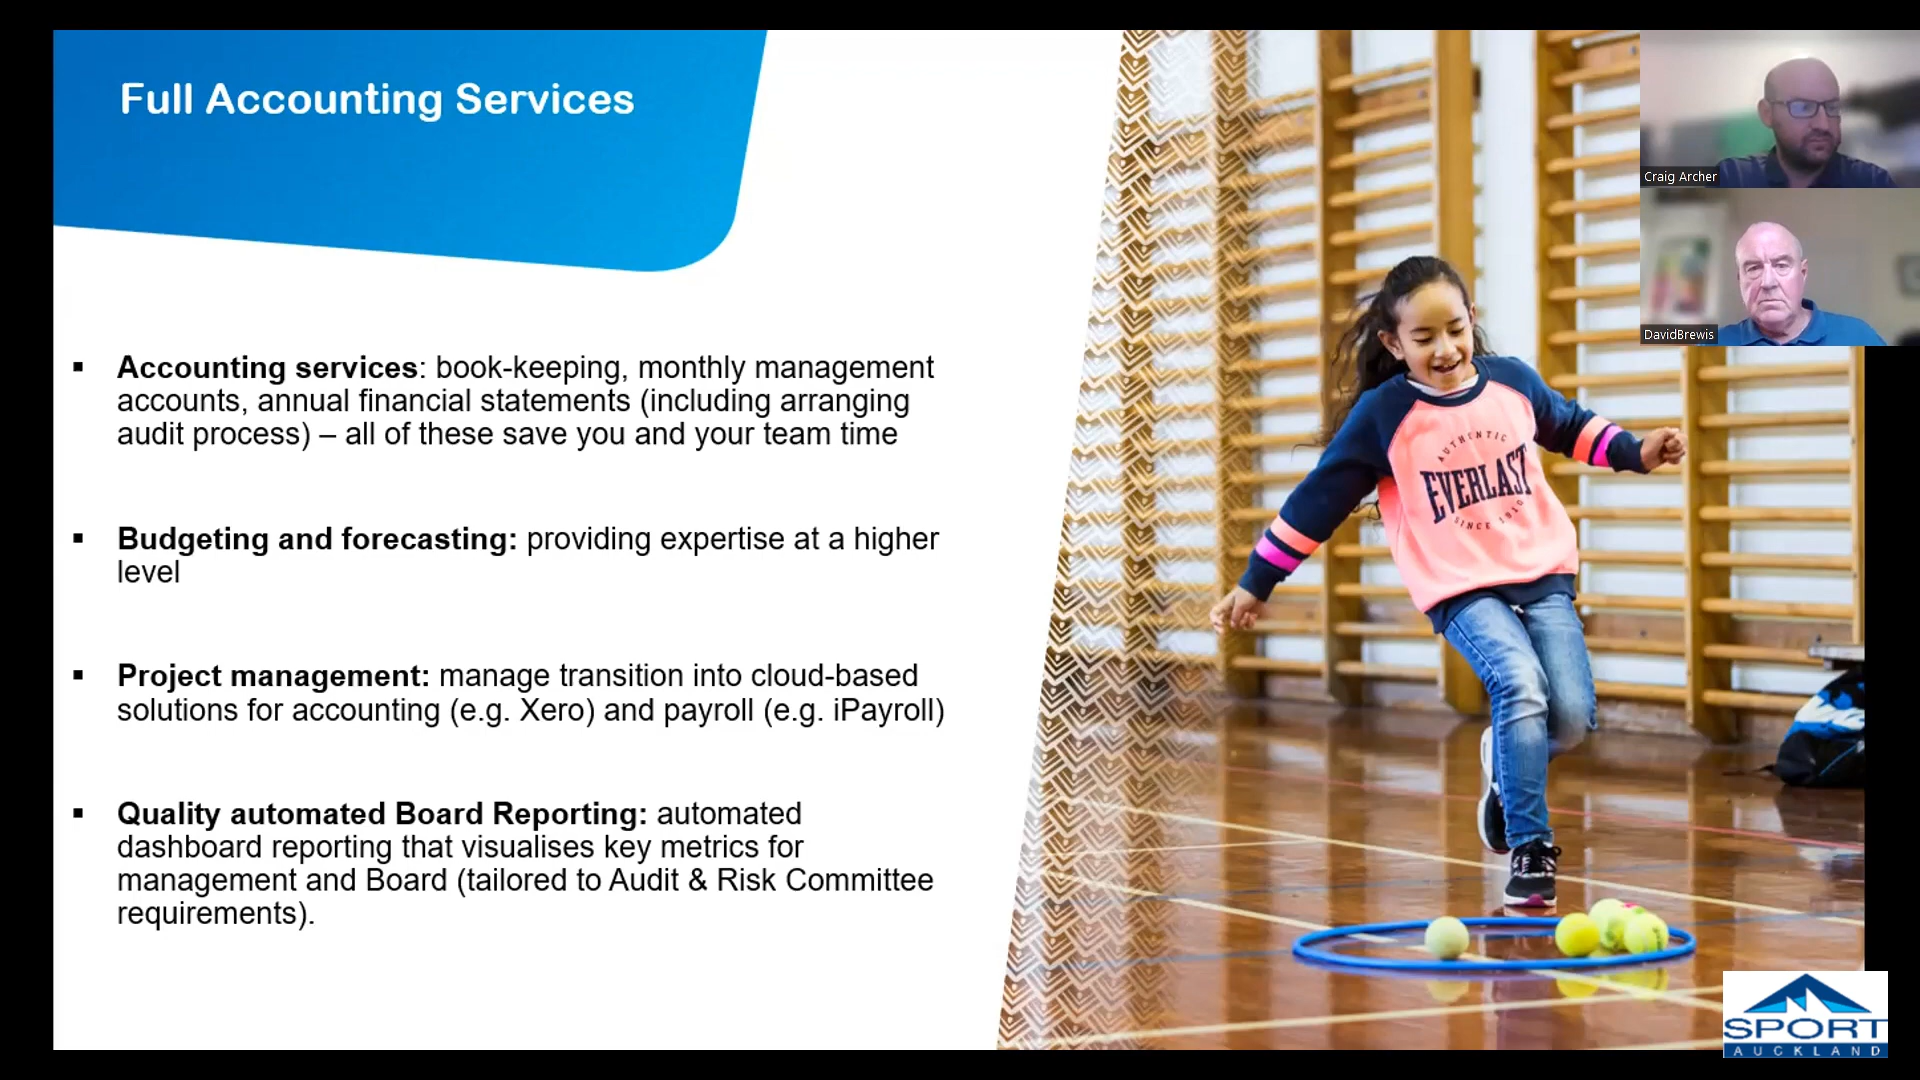 Full Accounting Services
Craig Archer
DavidBrewis
▪ Accounting services: book-keeping, monthly management
accounts, annual financial statements (including arranging
audit process) – all of these save you and your team time
▪ Budgeting and forecasting: providing expertise at a higher
level
▪ Project management: manage transition into cloud-based
solutions for accounting (e.g. Xero) and payroll (e.g. iPayroll)
▪ Quality automated Board Reporting: automated
dashboard reporting that visualises key metrics for
management and Board (tailored to Audit & Risk Committee
requirements).
AUTHENTIC
EVERLAST
SINCE 1910
SPORT
AUCKLAND